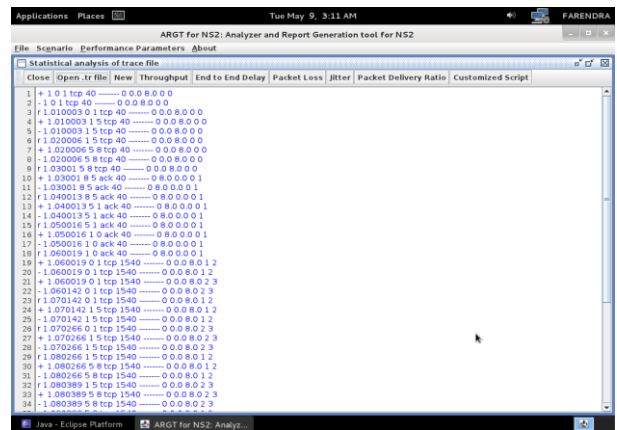 Applications Places Tue May 9, 3:11 AM FARENDRA
ARGT for NS2: Analyzer and Report Generation tool for NS2
File Scenario Performance Parameters About
Statistical analysis of trace file
Close Open .tr file New Throughput End to End Delay Packet Loss Jitter Packet Delivery Ratio Customized Script
1 + 1 0 1 tcp 40 ------- 0 0.0 8.0 0 0
2 - 1 0 1 tcp 40 ------- 0 0.0 8.0 0 0
3 r 1.010003 0 1 tcp 40 ------- 0 0.0 8.0 0 0
4 + 1.010003 1 5 tcp 40 ------- 0 0.0 8.0 0 0
5 - 1.010003 1 5 tcp 40 ------- 0 0.0 8.0 0 0
6 r 1.020006 1 5 tcp 40 ------- 0 0.0 8.0 0 0
7 + 1.020006 5 8 tcp 40 ------- 0 0.0 8.0 0 0
8 - 1.020006 5 8 tcp 40 ------- 0 0.0 8.0 0 0
9 r 1.03001 5 8 tcp 40 ------- 0 0.0 8.0 0 0
10 + 1.03001 8 5 ack 40 ------- 0 8.0 0.0 0 1
11 - 1.03001 8 5 ack 40 ------- 0 8.0 0.0 0 1
12 r 1.040013 8 5 ack 40 ------- 0 8.0 0.0 0 1
13 + 1.040013 5 1 ack 40 ------- 0 8.0 0.0 0 1
14 - 1.040013 5 1 ack 40 ------- 0 8.0 0.0 0 1
15 r 1.050016 5 1 ack 40 ------- 0 8.0 0.0 0 1
16 + 1.050016 1 0 ack 40 ------- 0 8.0 0.0 0 1
17 - 1.050016 1 0 ack 40 ------- 0 8.0 0.0 0 1
18 r 1.060019 1 0 ack 40 ------- 0 8.0 0.0 0 1
19 + 1.060019 0 1 tcp 1540 ------- 0 0.0 8.0 1 2
20 - 1.060019 0 1 tcp 1540 ------- 0 0.0 8.0 1 2
21 + 1.060019 0 1 tcp 1540 ------- 0 0.0 8.0 2 3
22 - 1.060142 0 1 tcp 1540 ------- 0 0.0 8.0 2 3
23 r 1.070142 0 1 tcp 1540 ------- 0 0.0 8.0 1 2
24 + 1.070142 1 5 tcp 1540 ------- 0 0.0 8.0 1 2
25 - 1.070142 1 5 tcp 1540 ------- 0 0.0 8.0 1 2
26 r 1.070266 0 1 tcp 1540 ------- 0 0.0 8.0 2 3
27 + 1.070266 1 5 tcp 1540 ------- 0 0.0 8.0 2 3
28 - 1.070266 1 5 tcp 1540 ------- 0 0.0 8.0 2 3
29 r 1.080266 1 5 tcp 1540 ------- 0 0.0 8.0 1 2
30 + 1.080266 5 8 tcp 1540 ------- 0 0.0 8.0 1 2
31 - 1.080266 5 8 tcp 1540 ------- 0 0.0 8.0 1 2
32 r 1.080389 1 5 tcp 1540 ------- 0 0.0 8.0 2 3
33 + 1.080389 5 8 tcp 1540 ------- 0 0.0 8.0 2 3
34 - 1.080389 5 8 tcp 1540 ------- 0 0.0 8.0 2 3
Java - Eclipse Platform ARGT for NS2: Analyz...